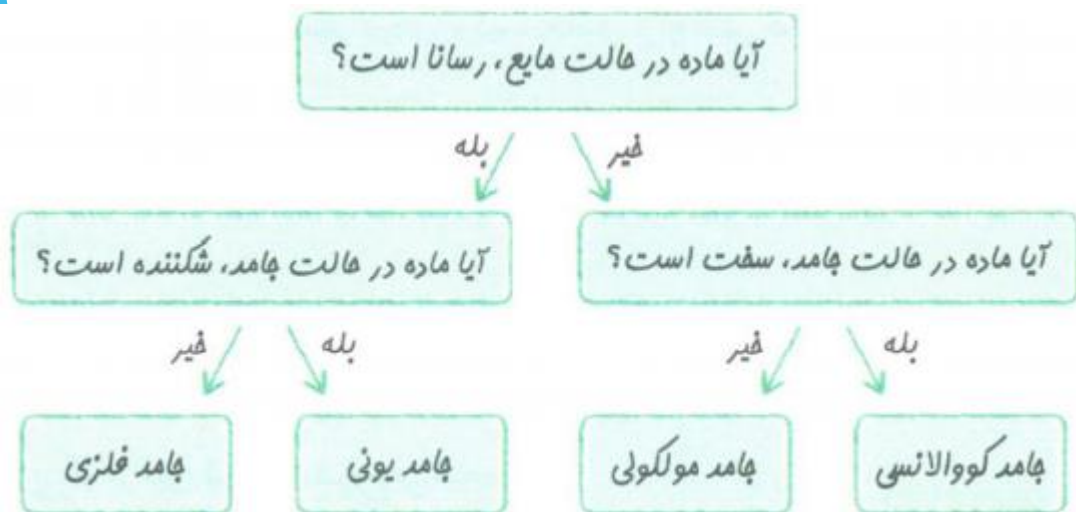 آیا ماده در حالت مایع، رسانا است؟
خیر
بله
آیا ماده در حالت جامد، سفت است؟
آیا ماده در حالت جامد، شکننده است؟
بله
خیر
بله
خیر
جامد کووالانسی
جامد مولکولی
جامد یونی
جامد فلزی